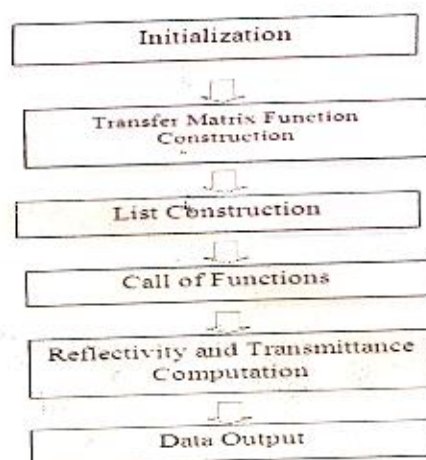 Initialization
Transfer Matrix Function
Construction
List Construction
Call of Functions
Reflectivity and Transmittance
Computation
Data Output